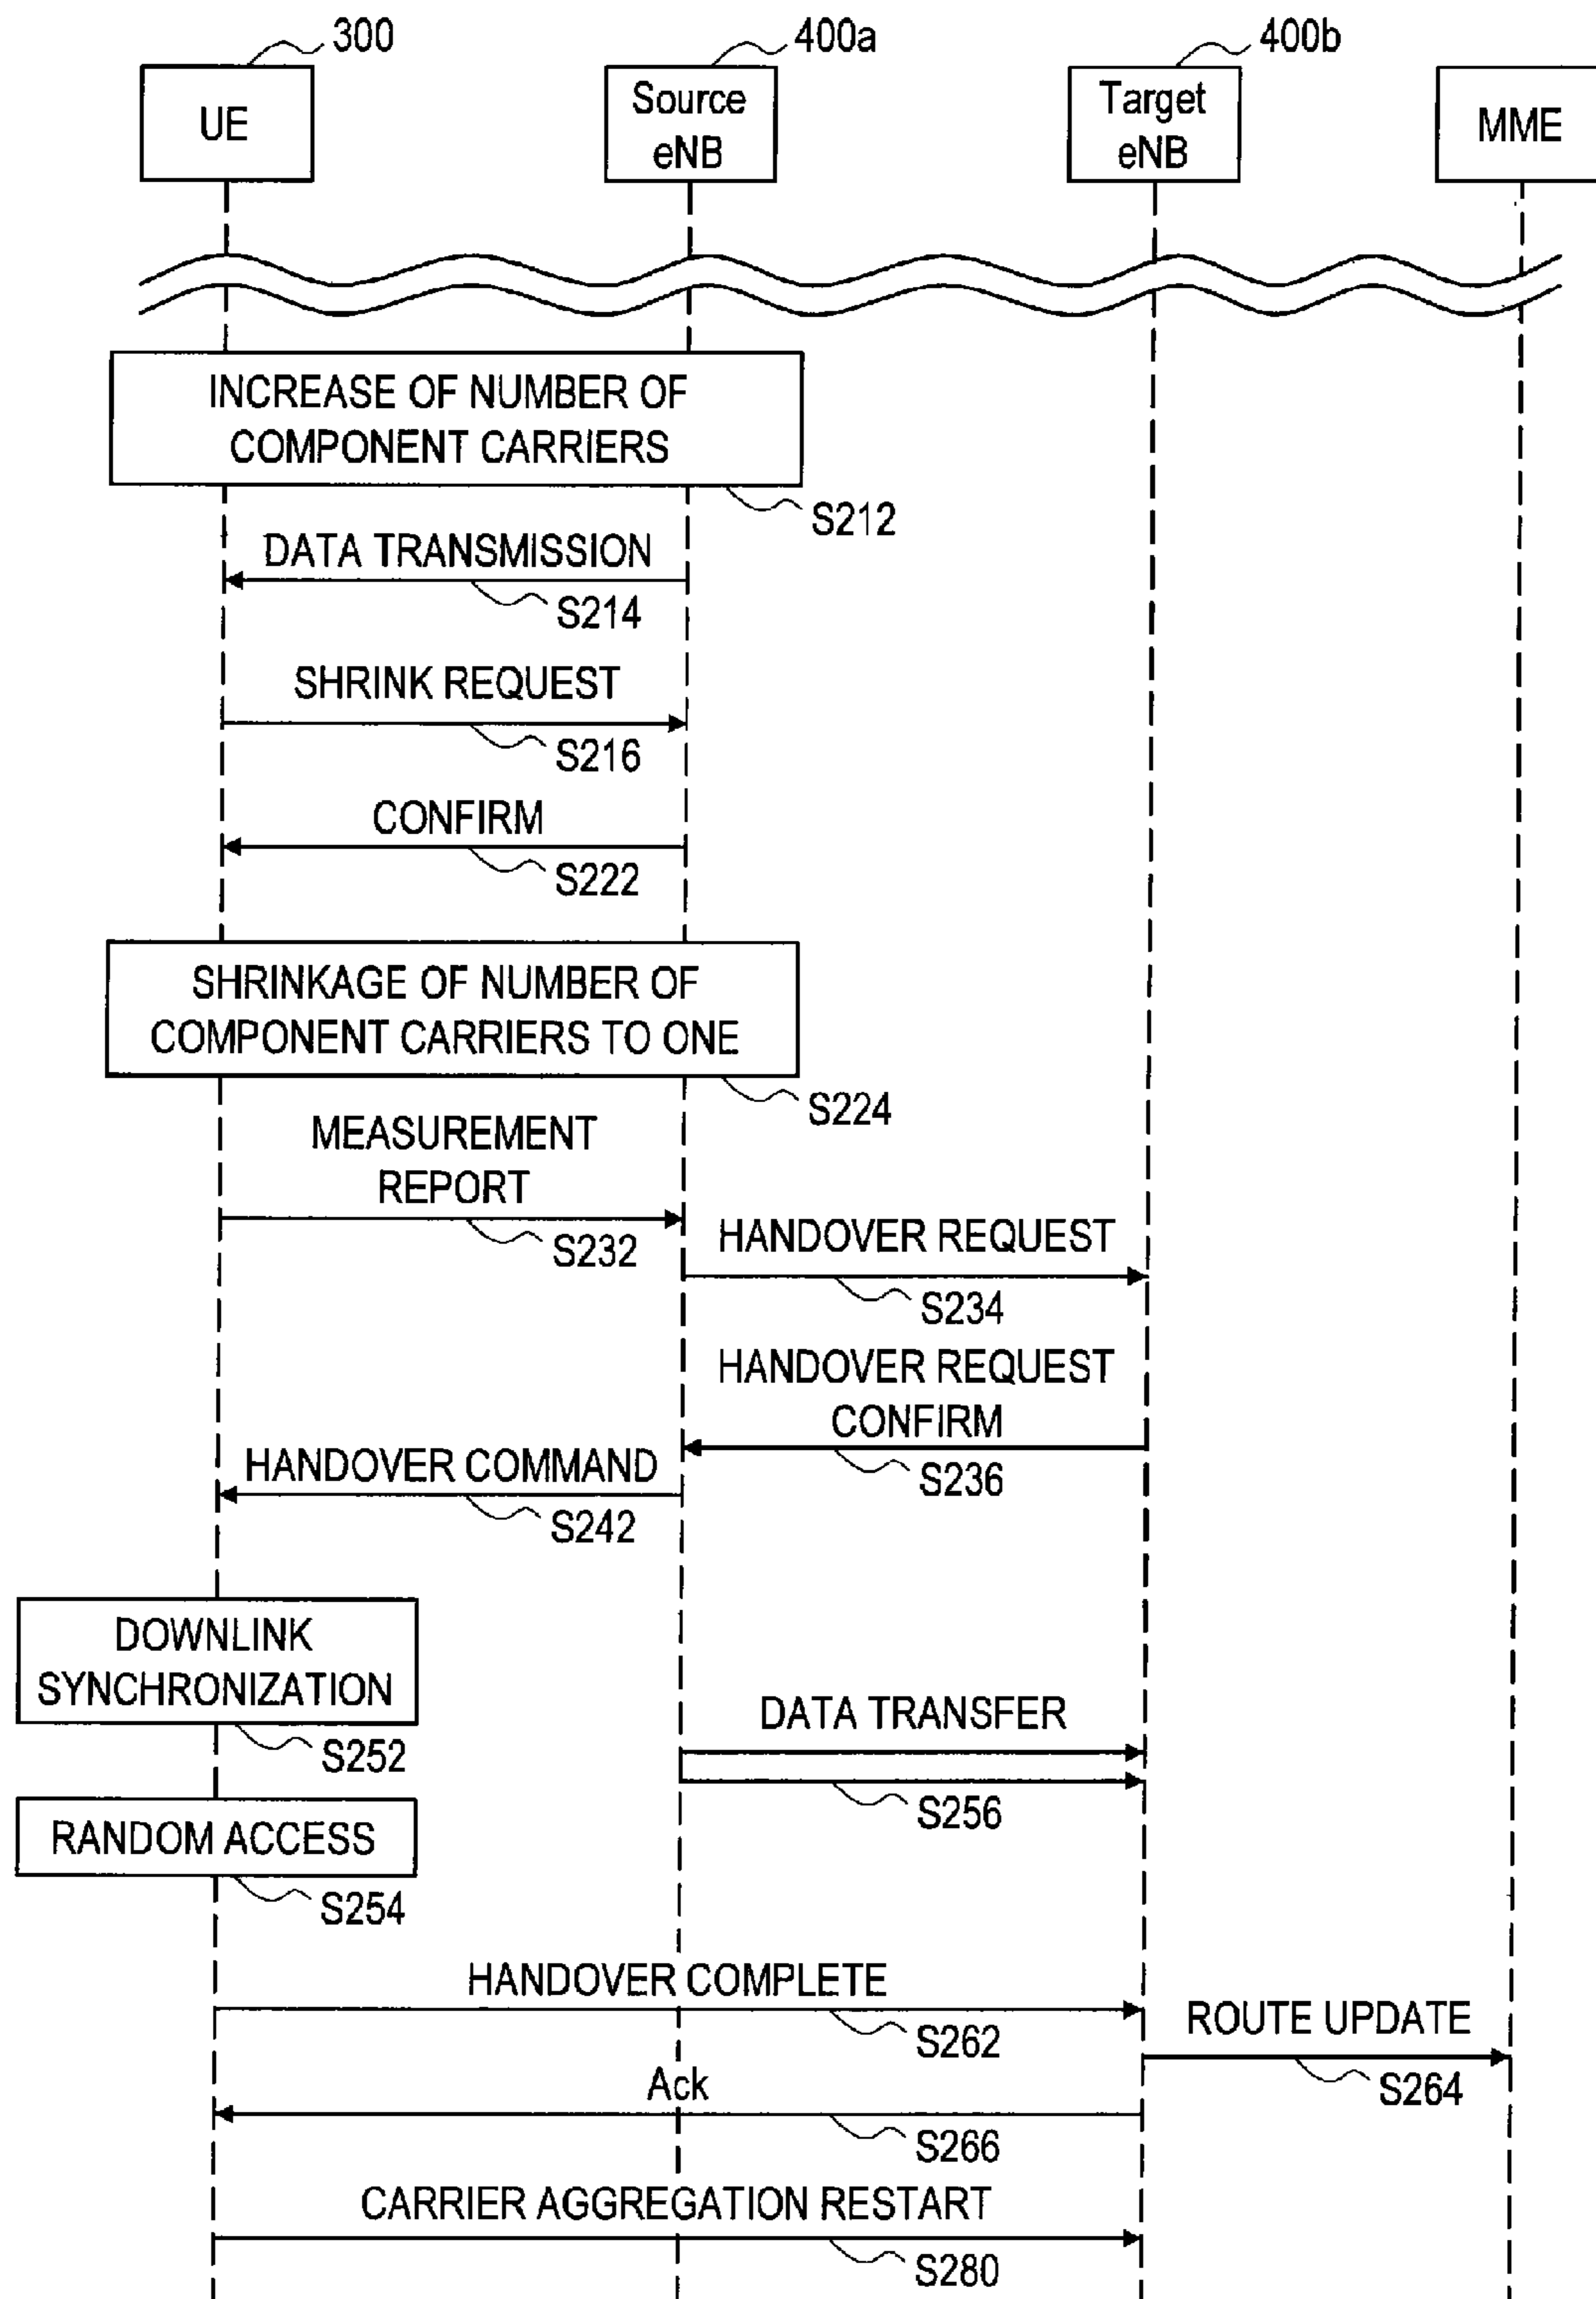 300
400a
400b
UE
Source
eNB
Target
eNB
MME
INCREASE OF NUMBER OF
COMPONENT CARRIERS
S212
DATA TRANSMISSION
S214
SHRINK REQUEST
S216
CONFIRM
S222
SHRINKAGE OF NUMBER OF
COMPONENT CARRIERS TO ONE
S224
MEASUREMENT
REPORT
S232
HANDOVER REQUEST
S234
HANDOVER REQUEST
CONFIRM
S236
HANDOVER COMMAND
S242
DOWNLINK
SYNCHRONIZATION
S252
DATA TRANSFER
S256
RANDOM ACCESS
S254
HANDOVER COMPLETE
S262
ROUTE UPDATE
S264
Ack
S266
CARRIER AGGREGATION RESTART
S280